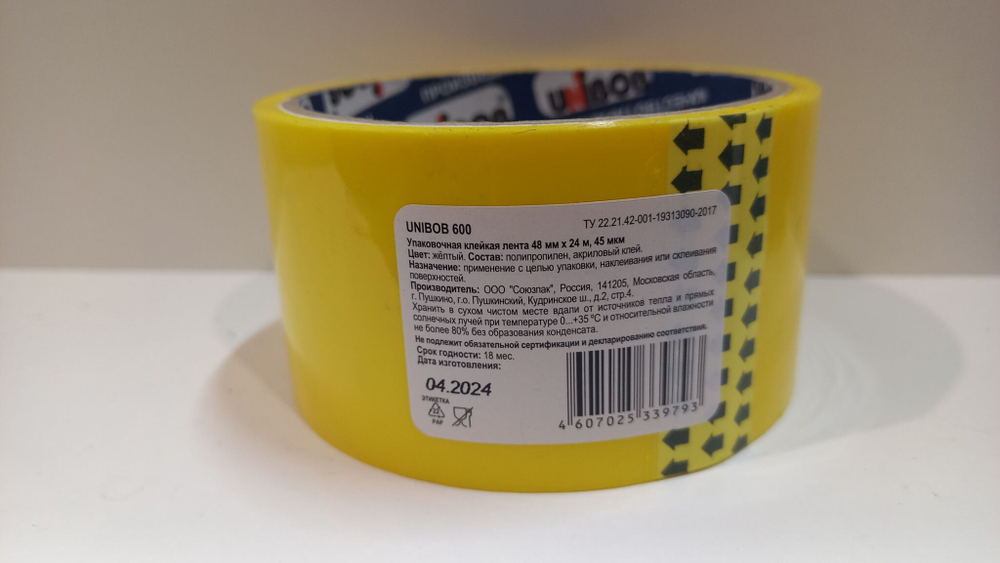 UNIBOB
UNIBOB 600 ТУ 22.21.42-001-19313090-2017
Упаковочная клейкая лента 48 мм х 24 м, 45 мкм
Цвет: жёлтый. Состав: полипропилен, акриловый клей.
Назначение: применение с целью упаковки, наклеивания или склеивания
поверхностей.
Производитель: ООО "Союзпак", Россия, 141205, Московская область,
г. Пушкино, г.о. Пушкинский, Кудринское ш., д.2, стр.4.
Хранить в сухом чистом месте вдали от источников тепла и прямых
солнечных лучей при температуре 0...+35 ºС и относительной влажности
не более 80% без образования конденсата.
Не подлежит обязательной сертификации и декларированию соответствия.
Срок годности: 18 мес.
Дата изготовления:
04.2024
ЭТИКЕТКА
22
PAP
4 607025 339793